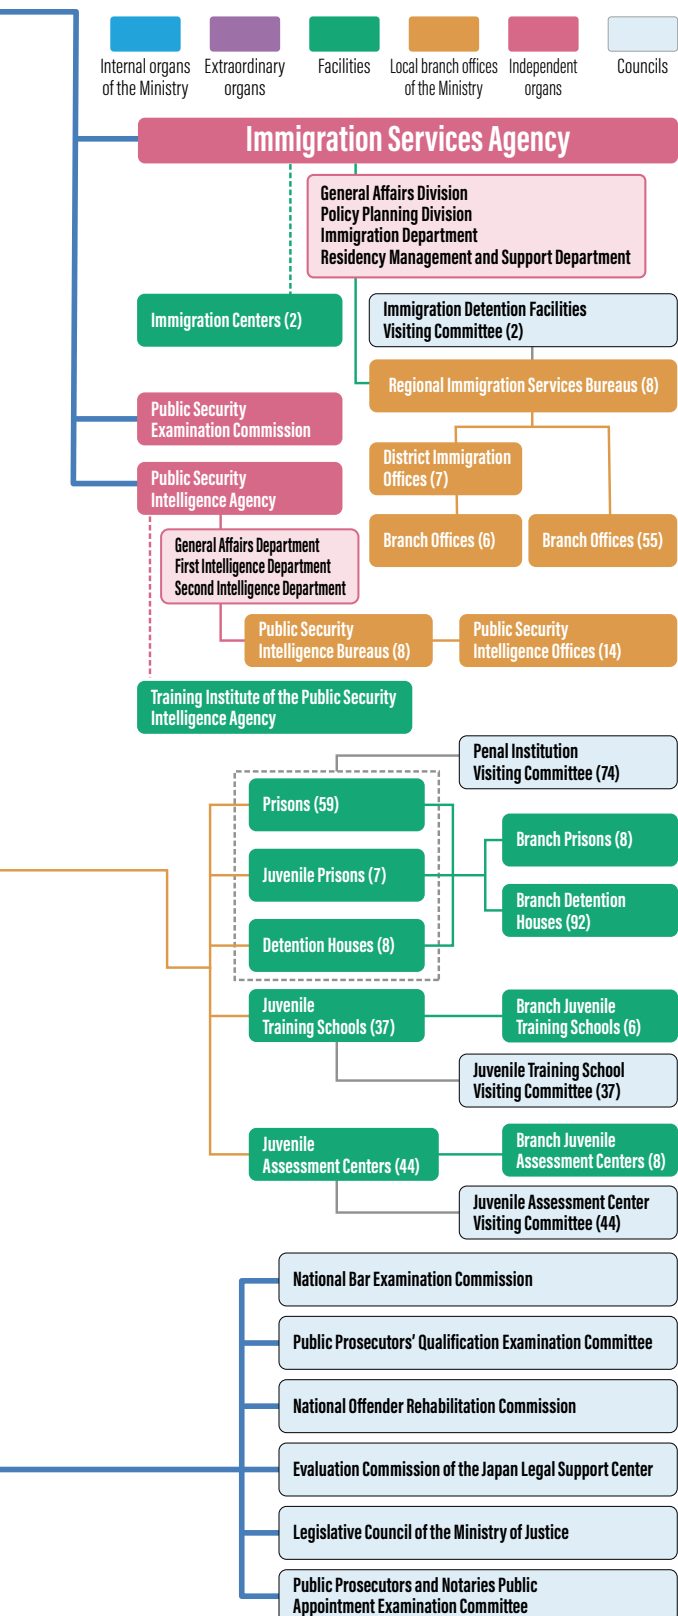 Internal organs
of the Ministry
Extraordinary
organs
Facilities
Local branch offices
of the Ministry
Independent
organs
Councils
Immigration Services Agency
General Affairs Division
Policy Planning Division
Immigration Department
Residency Management and Support Department
Immigration Centers (2)
Immigration Detention Facilities
Visiting Committee (2)
Regional Immigration Services Bureaus (8)
Public Security
Examination Commission
District Immigration
Offices (7)
Public Security
Intelligence Agency
Branch Offices (6)
Branch Offices (55)
General Affairs Department
First Intelligence Department
Second Intelligence Department
Public Security
Intelligence Bureaus (8)
Public Security
Intelligence Offices (14)
Training Institute of the Public Security
Intelligence Agency
Penal Institution
Visiting Committee (74)
Prisons (59)
Branch Prisons (8)
Juvenile Prisons (7)
Branch Detention
Houses (92)
Detention Houses (8)
Juvenile
Training Schools (37)
Branch Juvenile
Training Schools (6)
Juvenile Training School
Visiting Committee (37)
Juvenile
Assessment Centers (44)
Branch Juvenile
Assessment Centers (8)
Juvenile Assessment Center
Visiting Committee (44)
National Bar Examination Commission
Public Prosecutors’ Qualification Examination Committee
National Offender Rehabilitation Commission
Evaluation Commission of the Japan Legal Support Center
Legislative Council of the Ministry of Justice
Public Prosecutors and Notaries Public
Appointment Examination Committee